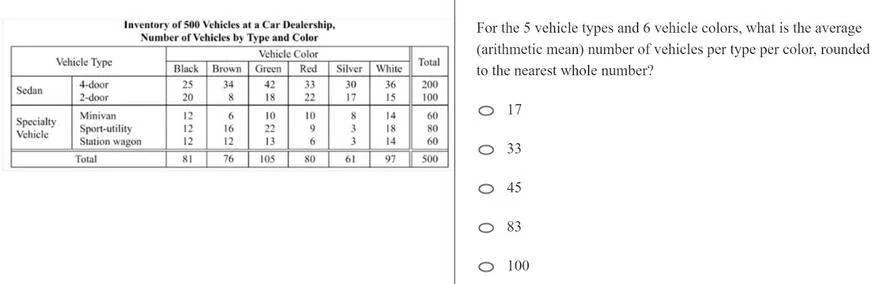 Inventory of 500 Vehicles at a Car Dealership,
Number of Vehicles by Type and Color
Vehicle Type Vehicle Color Total
Black Brown Green Red Silver White
Sedan
4-door 25 34 42 33 30 36 200
2-door 20 8 18 22 17 15 100
Specialty
Vehicle
Minivan 12 6 10 10 8 14 60
Sport-utility 12 16 22 9 3 18 80
Station wagon 12 12 13 6 3 14 60
Total 81 76 105 80 61 97 500
For the 5 vehicle types and 6 vehicle colors, what is the average
(arithmetic mean) number of vehicles per type per color, rounded
to the nearest whole number?
17
33
45
83
100